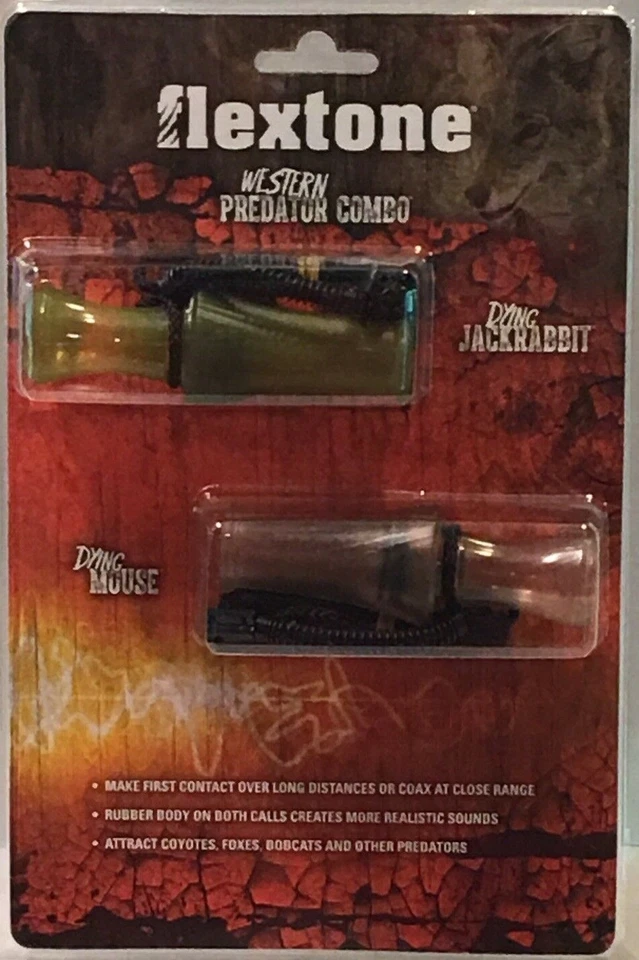 flextone
WESTERN
PREDATOR COMBO
DYING
JACKRABBIT
DYING
MOUSE
• MAKE FIRST CONTACT OVER LONG DISTANCES OR COAX AT CLOSE RANGE
• RUBBER BODY ON BOTH CALLS CREATES MORE REALISTIC SOUNDS
• ATTRACT COYOTES, FOXES, BOBCATS AND OTHER PREDATORS